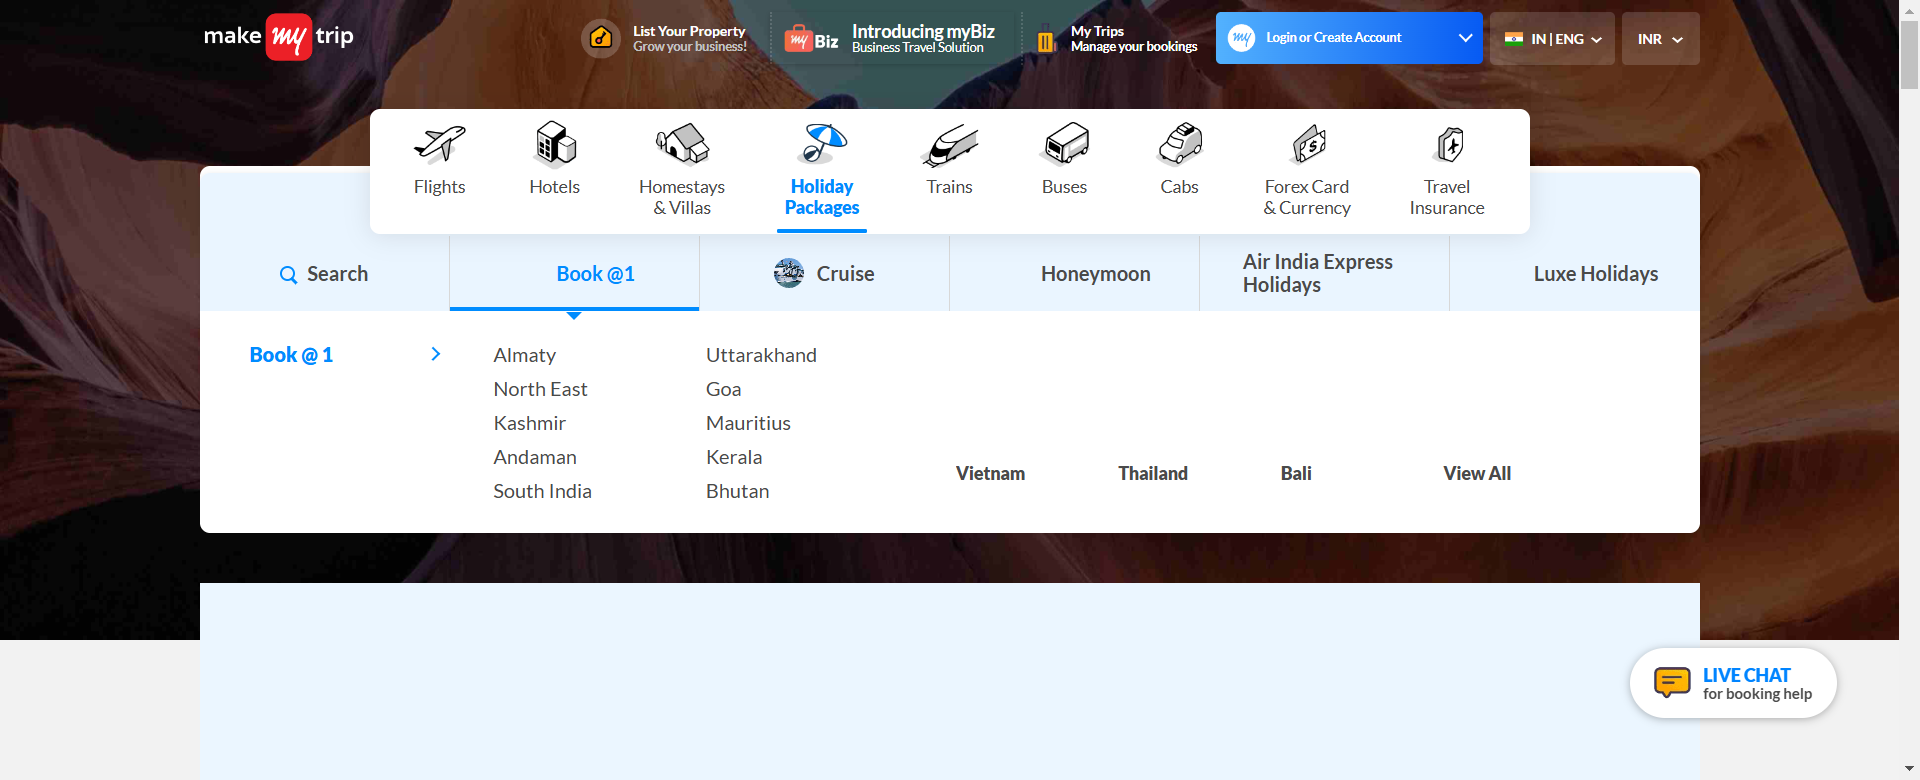 make my trip
List Your Property
Grow your business!
my Biz
Introducing myBiz
Business Travel Solution
My Trips
Manage your bookings
my
Login or Create Account
IN | ENG
INR
Flights
Hotels
Homestays
& Villas
Holiday
Packages
Trains
Buses
Cabs
Forex Card
& Currency
Travel
Insurance
Search
Book @1
Cruise
Honeymoon
Air India Express
Holidays
Luxe Holidays
Book @ 1
Almaty
North East
Kashmir
Andaman
South India
Uttarakhand
Goa
Mauritius
Kerala
Bhutan
Vietnam
Thailand
Bali
View All
LIVE CHAT
for booking help